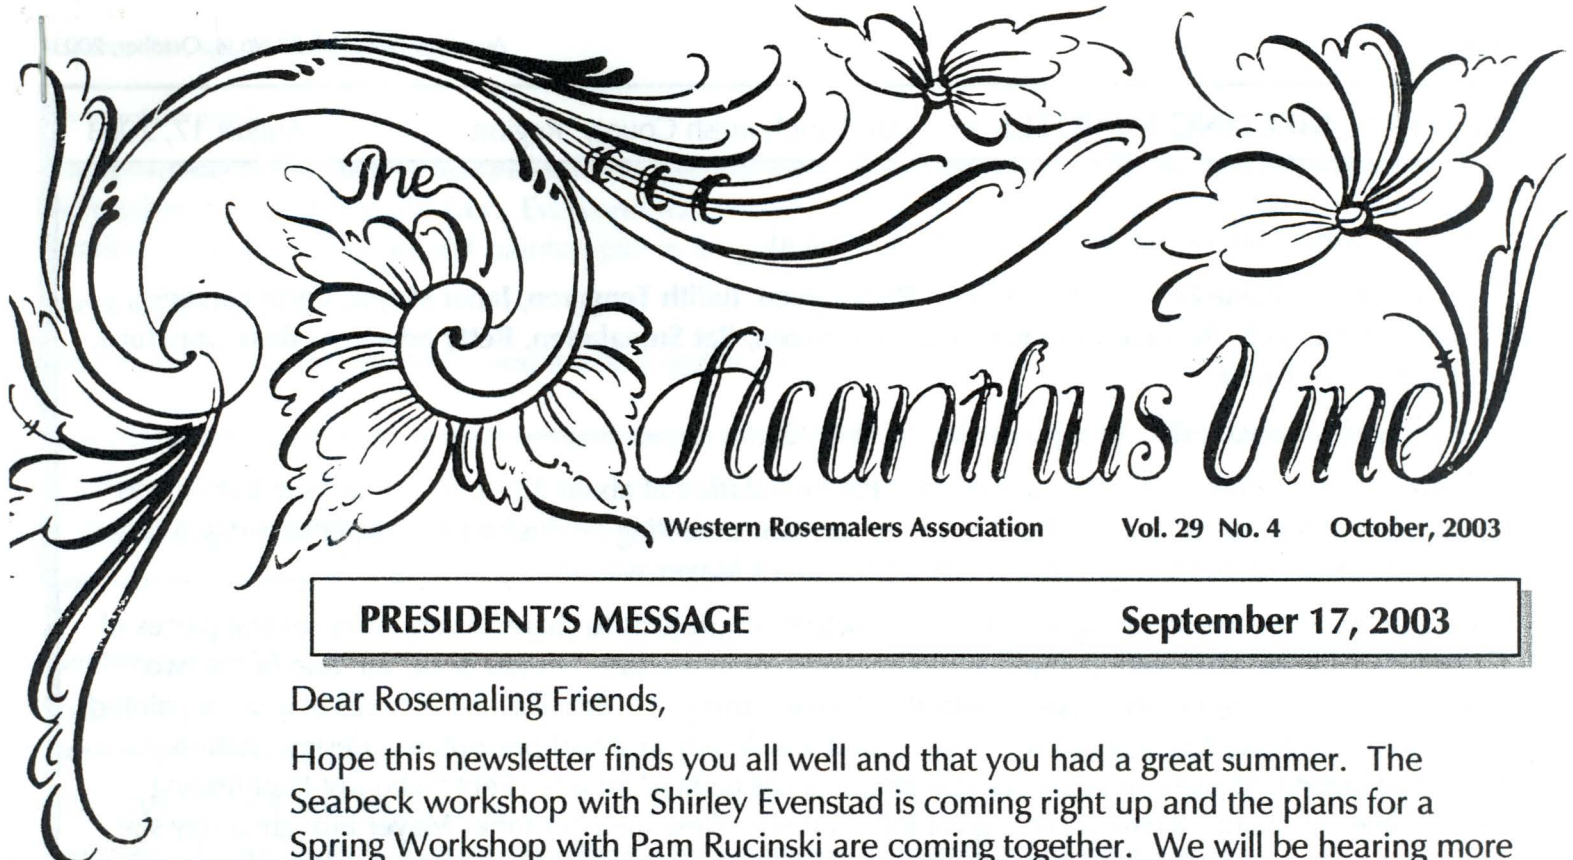 The
Acanthus Vine
Western Rosemalers Association Vol. 29 No. 4 October, 2003
PRESIDENT'S MESSAGE September 17, 2003
Dear Rosemaling Friends,
Hope this newsletter finds you all well and that you had a great summer. The
Seabeck workshop with Shirley Evenstad is coming right up and the plans for a
Spring Workshop with Pam Rucinski are coming together. We will be hearing more